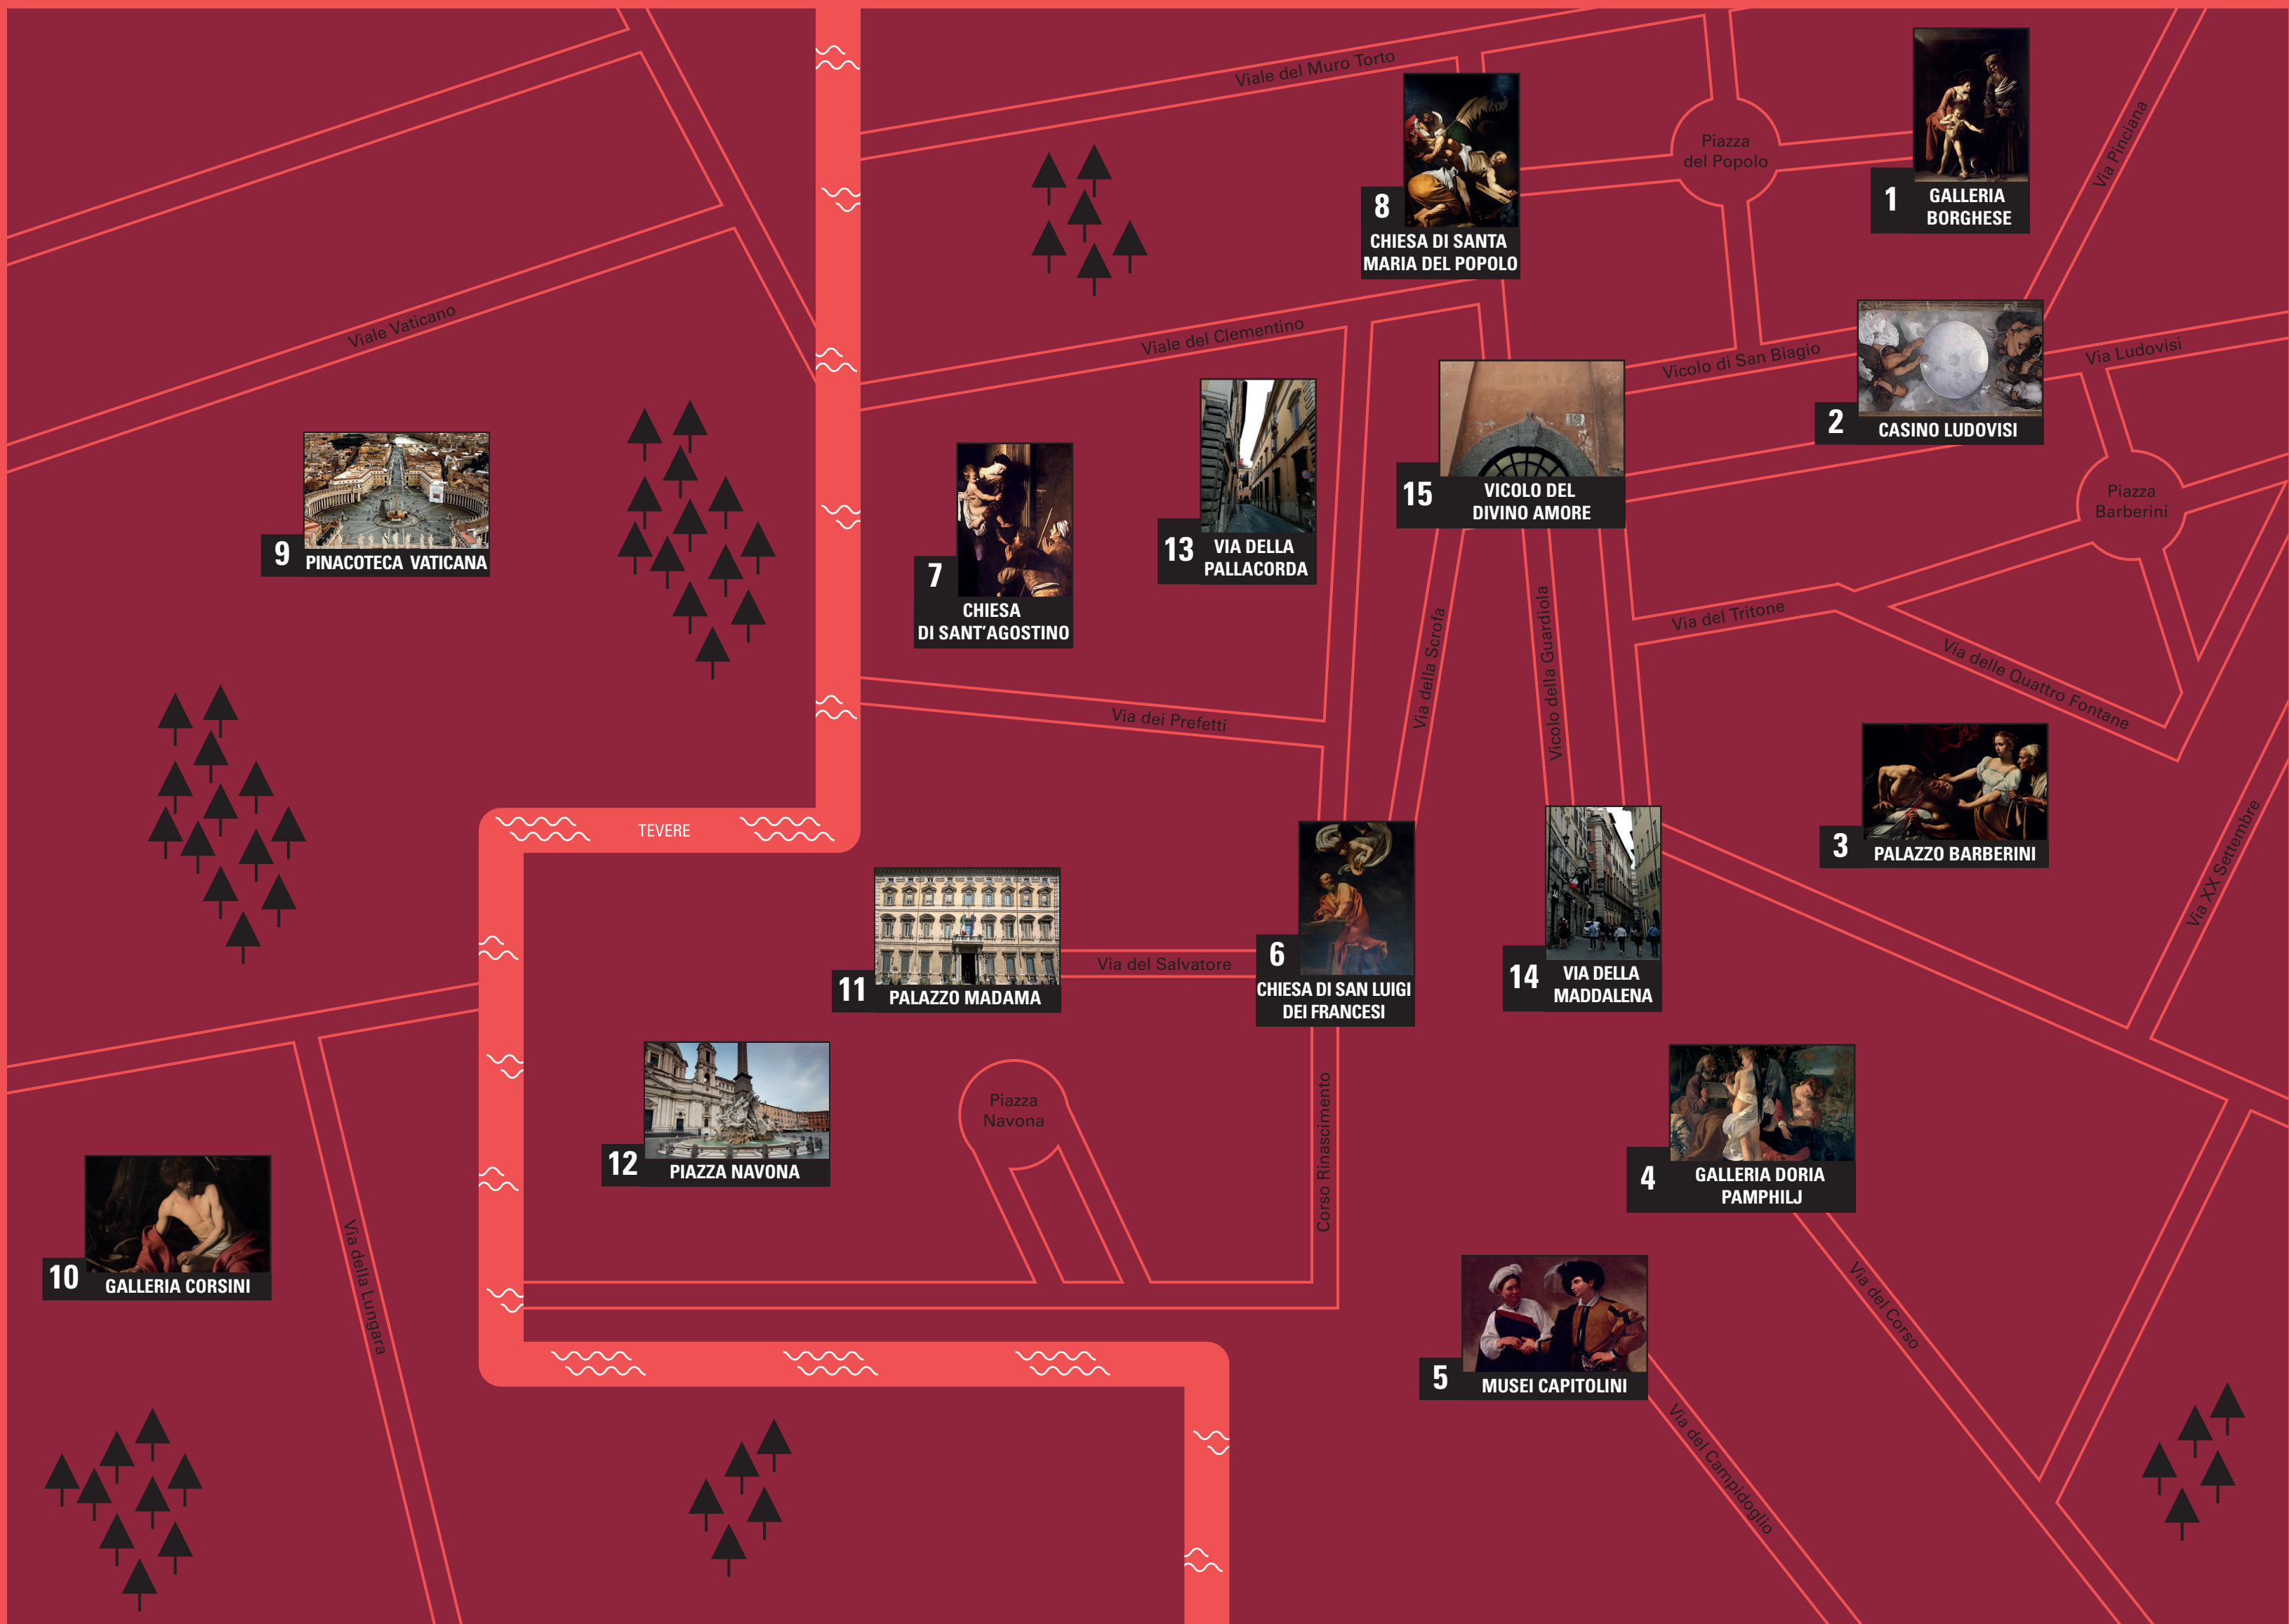 Viale del Muro Torto
Piazza
del Popolo
Via Pinciana
1
GALLERIA
BORGHESE
8
CHIESA DI SANTA
MARIA DEL POPOLO
Viale Vaticano
Viale del Clementino
Vicolo di San Biagio
Via Ludovisi
2
CASINO LUDOVISI
9
PINACOTECA VATICANA
7
CHIESA
DI SANT'AGOSTINO
13
VIA DELLA
PALLACORDA
15
VICOLO DEL
DIVINO AMORE
Piazza
Barberini
Via del Tritone
Via delle Quattro Fontane
Via della Scrofa
Vicolo della Guardiola
Via dei Prefetti
TEVERE
3
PALAZZO BARBERINI
Via XX Settembre
11
PALAZZO MADAMA
Via del Salvatore
6
CHIESA DI SAN LUIGI
DEI FRANCESI
14
VIA DELLA
MADDALENA
12
PIAZZA NAVONA
Piazza
Navona
Corso Rinascimento
4
GALLERIA DORIA
PAMPHILJ
10
GALLERIA CORSINI
Via della Lungara
5
MUSEI CAPITOLINI
Via del Corso
Via del Campidoglio